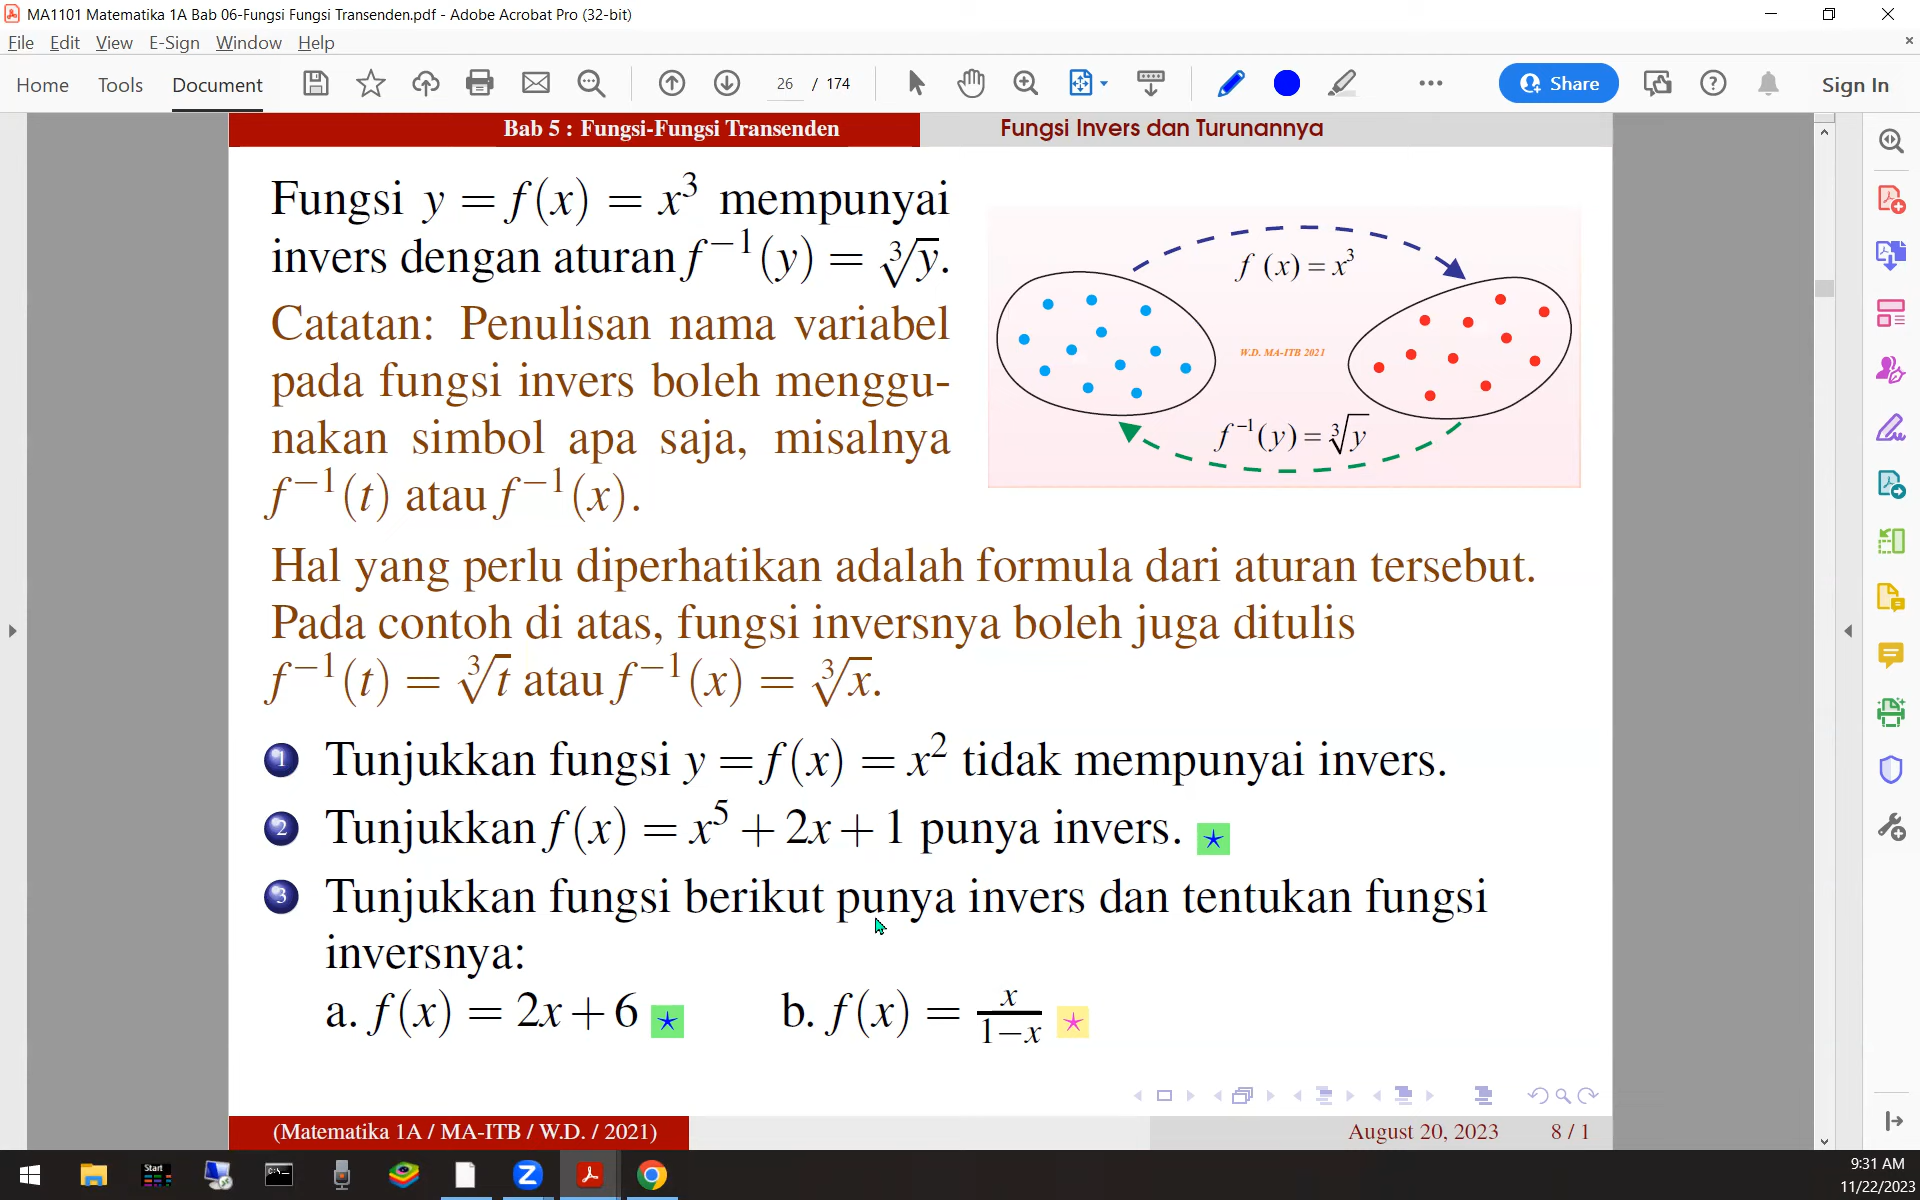 MA1101 Matematika 1A Bab 06-Fungsi Fungsi Transenden.pdf - Adobe Acrobat Pro (32-bit)
File Edit View E-Sign Window Help
Home Tools Document 26 / 174 Share Sign In
Bab 5 : Fungsi-Fungsi Transenden Fungsi Invers dan Turunannya
Fungsi y = f(x) = x³ mempunyai
invers dengan aturan f⁻¹(y) = ∛y.
Catatan: Penulisan nama variabel
pada fungsi invers boleh menggu-
nakan simbol apa saja, misalnya
f⁻¹(t) atau f⁻¹(x).
f (x) = x³
W.D. MA-ITB 2021
f⁻¹(y) = ∛y
Hal yang perlu diperhatikan adalah formula dari aturan tersebut.
Pada contoh di atas, fungsi inversnya boleh juga ditulis
f⁻¹(t) = ∛t atau f⁻¹(x) = ∛x.
1 Tunjukkan fungsi y = f(x) = x² tidak mempunyai invers.
2 Tunjukkan f(x) = x⁵ + 2x + 1 punya invers. ⋆
3 Tunjukkan fungsi berikut punya invers dan tentukan fungsi
inversnya:
a. f(x) = 2x + 6 ⋆ b. f(x) = x/(1−x) ⋆
(Matematika 1A / MA-ITB / W.D. / 2021) August 20, 2023 8 / 1
Start
9:31 AM
11/22/2023